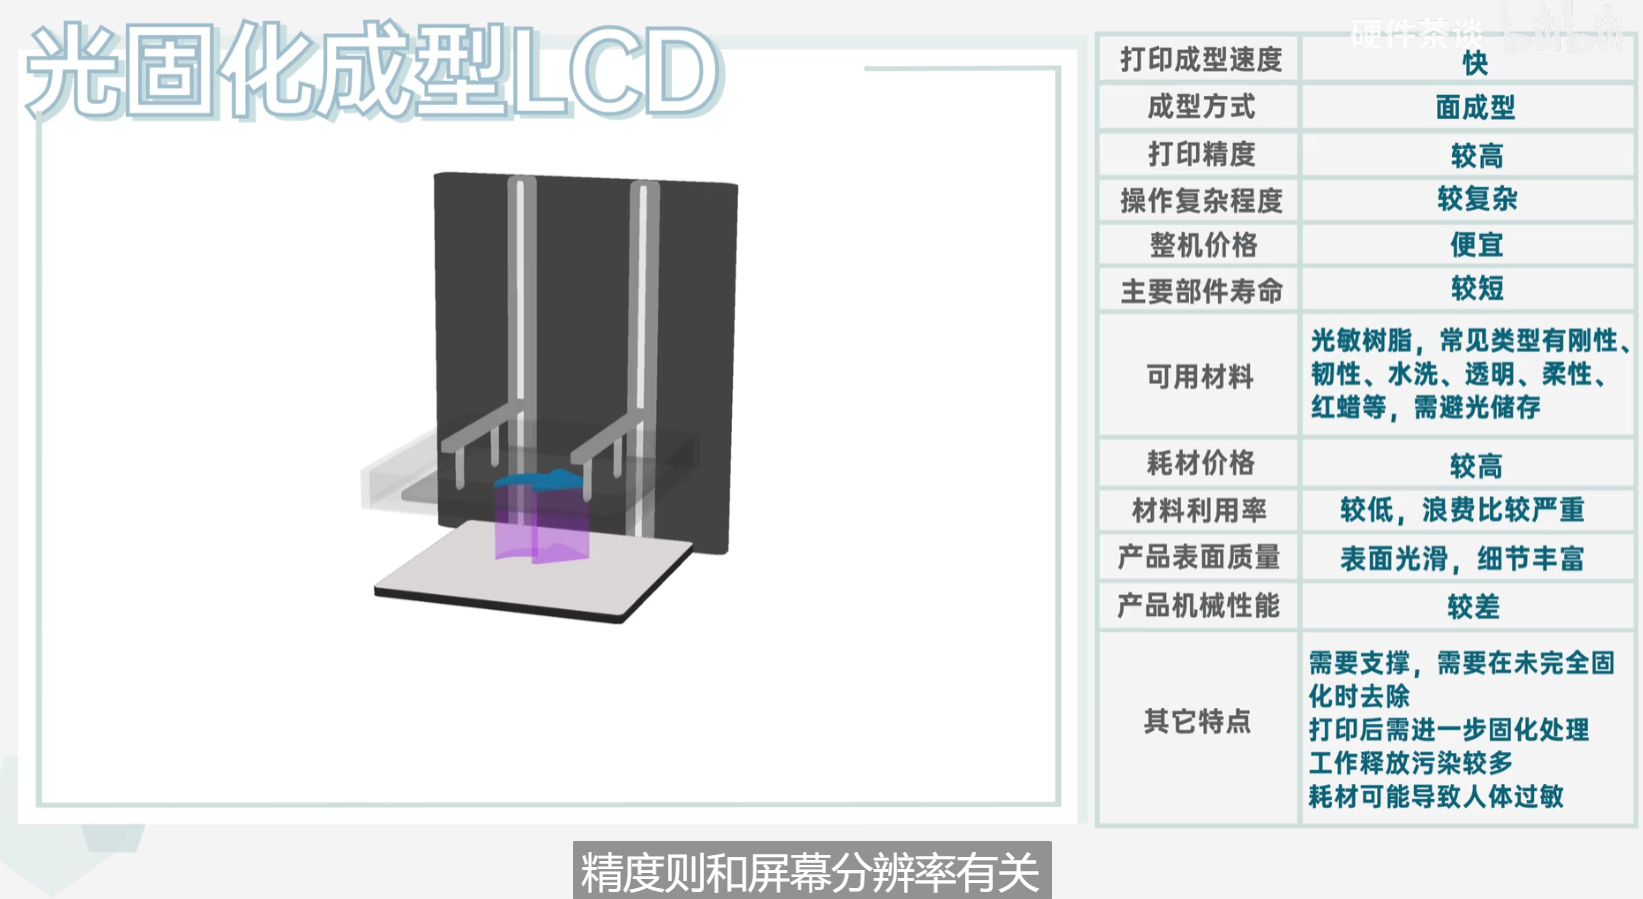 光固化成型LCD
硬件茶谈
打印成型速度 快
成型方式 面成型
打印精度 较高
操作复杂程度 较复杂
整机价格 便宜
主要部件寿命 较短
可用材料
光敏树脂，常见类型有刚性、
韧性、水洗、透明、柔性、
红蜡等，需避光储存
耗材价格 较高
材料利用率 较低，浪费比较严重
产品表面质量 表面光滑，细节丰富
产品机械性能 较差
其它特点
需要支撑，需要在未完全固
化时去除
打印后需进一步固化处理
工作释放污染较多
耗材可能导致人体过敏
精度则和屏幕分辨率有关